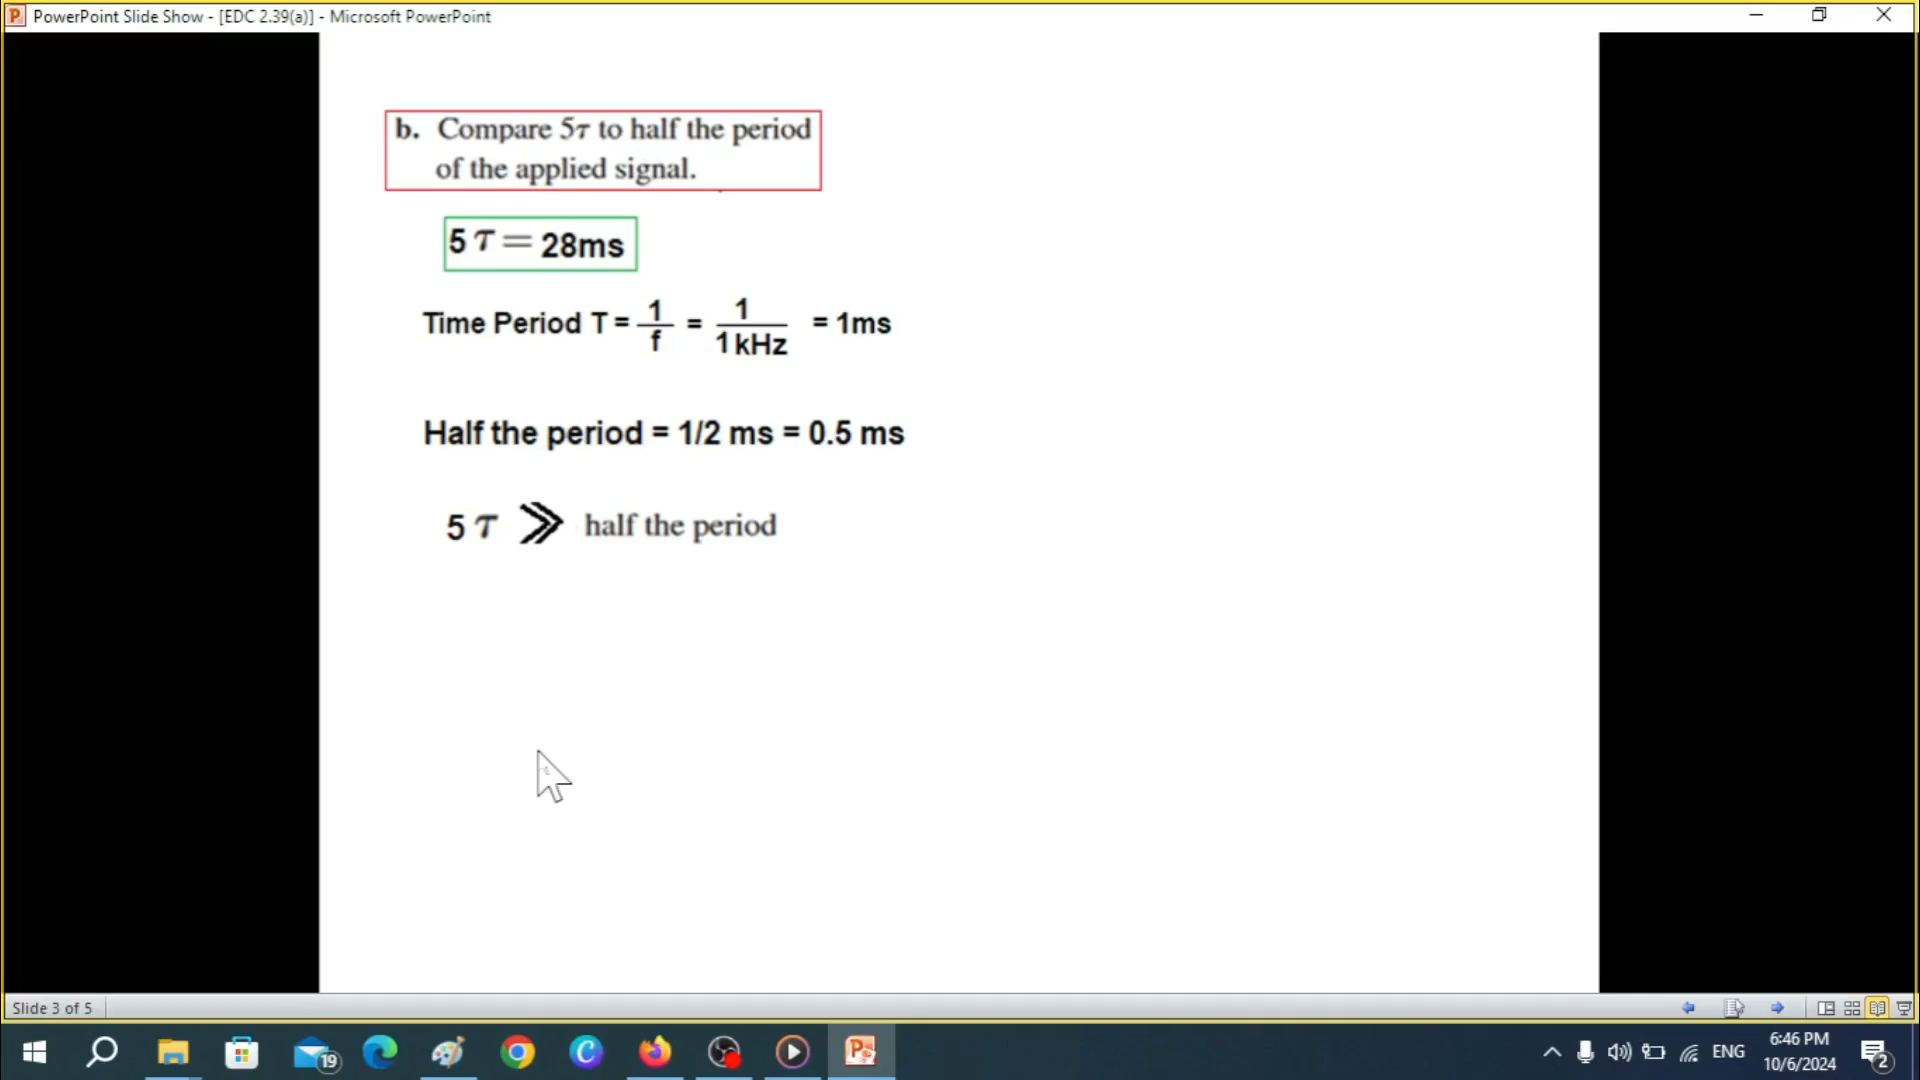 PowerPoint Slide Show - [EDC 2.39(a)] - Microsoft PowerPoint
b. Compare 5τ to half the period
of the applied signal.
5 τ = 28ms
Time Period T = 1/f = 1/1 kHz = 1ms
Half the period = 1/2 ms = 0.5 ms
5 τ ≫ half the period
Slide 3 of 5
19
ENG
6:46 PM
10/6/2024
2